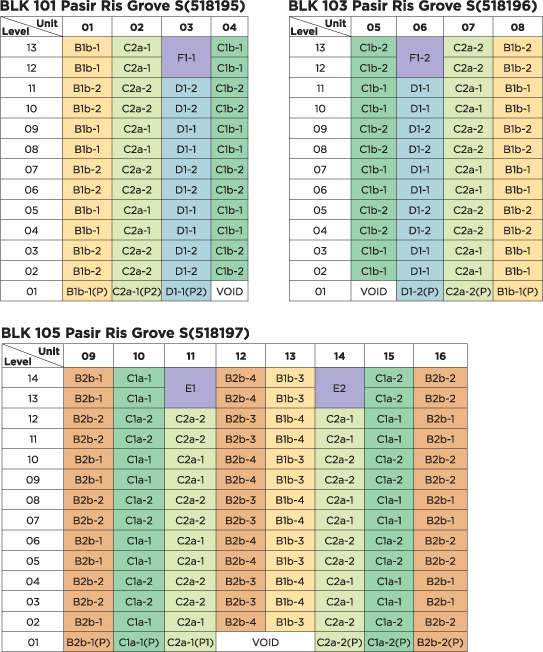 BLK 101 Pasir Ris Grove S(518195)
Unit
Level
01 02 03 04
13 B1b-1 C2a-1 F1-1 C1b-1
12 B1b-1 C2a-1 C1b-1
11 B1b-2 C2a-2 D1-2 C1b-2
10 B1b-2 C2a-2 D1-2 C1b-2
09 B1b-1 C2a-1 D1-1 C1b-1
08 B1b-1 C2a-1 D1-1 C1b-1
07 B1b-2 C2a-2 D1-2 C1b-2
06 B1b-2 C2a-2 D1-2 C1b-2
05 B1b-1 C2a-1 D1-1 C1b-1
04 B1b-1 C2a-1 D1-1 C1b-1
03 B1b-2 C2a-2 D1-2 C1b-2
02 B1b-2 C2a-2 D1-2 C1b-2
01 B1b-1(P) C2a-1(P2) D1-1(P2) VOID
BLK 103 Pasir Ris Grove S(518196)
Unit
Level
05 06 07 08
13 C1b-2 F1-2 C2a-2 B1b-2
12 C1b-2 C2a-2 B1b-2
11 C1b-1 D1-1 C2a-1 B1b-1
10 C1b-1 D1-1 C2a-1 B1b-1
09 C1b-2 D1-2 C2a-2 B1b-2
08 C1b-2 D1-2 C2a-2 B1b-2
07 C1b-1 D1-1 C2a-1 B1b-1
06 C1b-1 D1-1 C2a-1 B1b-1
05 C1b-2 D1-2 C2a-2 B1b-2
04 C1b-2 D1-2 C2a-2 B1b-2
03 C1b-1 D1-1 C2a-1 B1b-1
02 C1b-1 D1-1 C2a-1 B1b-1
01 VOID D1-2(P) C2a-2(P) B1b-1(P)
BLK 105 Pasir Ris Grove S(518197)
Unit
Level
09 10 11 12 13 14 15 16
14 B2b-1 C1a-1 E1 B2b-4 B1b-3 E2 C1a-2 B2b-2
13 B2b-1 C1a-1 B2b-4 B1b-3 C1a-2 B2b-2
12 B2b-2 C1a-2 C2a-2 B2b-3 B1b-4 C2a-1 C1a-1 B2b-1
11 B2b-2 C1a-2 C2a-2 B2b-3 B1b-4 C2a-1 C1a-1 B2b-1
10 B2b-1 C1a-1 C2a-1 B2b-4 B1b-3 C2a-2 C1a-2 B2b-2
09 B2b-1 C1a-1 C2a-1 B2b-4 B1b-3 C2a-2 C1a-2 B2b-2
08 B2b-2 C1a-2 C2a-2 B2b-3 B1b-4 C2a-1 C1a-1 B2b-1
07 B2b-2 C1a-2 C2a-2 B2b-3 B1b-4 C2a-1 C1a-1 B2b-1
06 B2b-1 C1a-1 C2a-1 B2b-4 B1b-3 C2a-2 C1a-2 B2b-2
05 B2b-1 C1a-1 C2a-1 B2b-4 B1b-3 C2a-2 C1a-2 B2b-2
04 B2b-2 C1a-2 C2a-2 B2b-3 B1b-4 C2a-1 C1a-1 B2b-1
03 B2b-2 C1a-2 C2a-2 B2b-3 B1b-4 C2a-1 C1a-1 B2b-1
02 B2b-1 C1a-1 C2a-1 B2b-4 B1b-3 C2a-2 C1a-2 B2b-2
01 B2b-1(P) C1a-1(P) C2a-1(P1) VOID C2a-2(P) C1a-2(P) B2b-2(P)